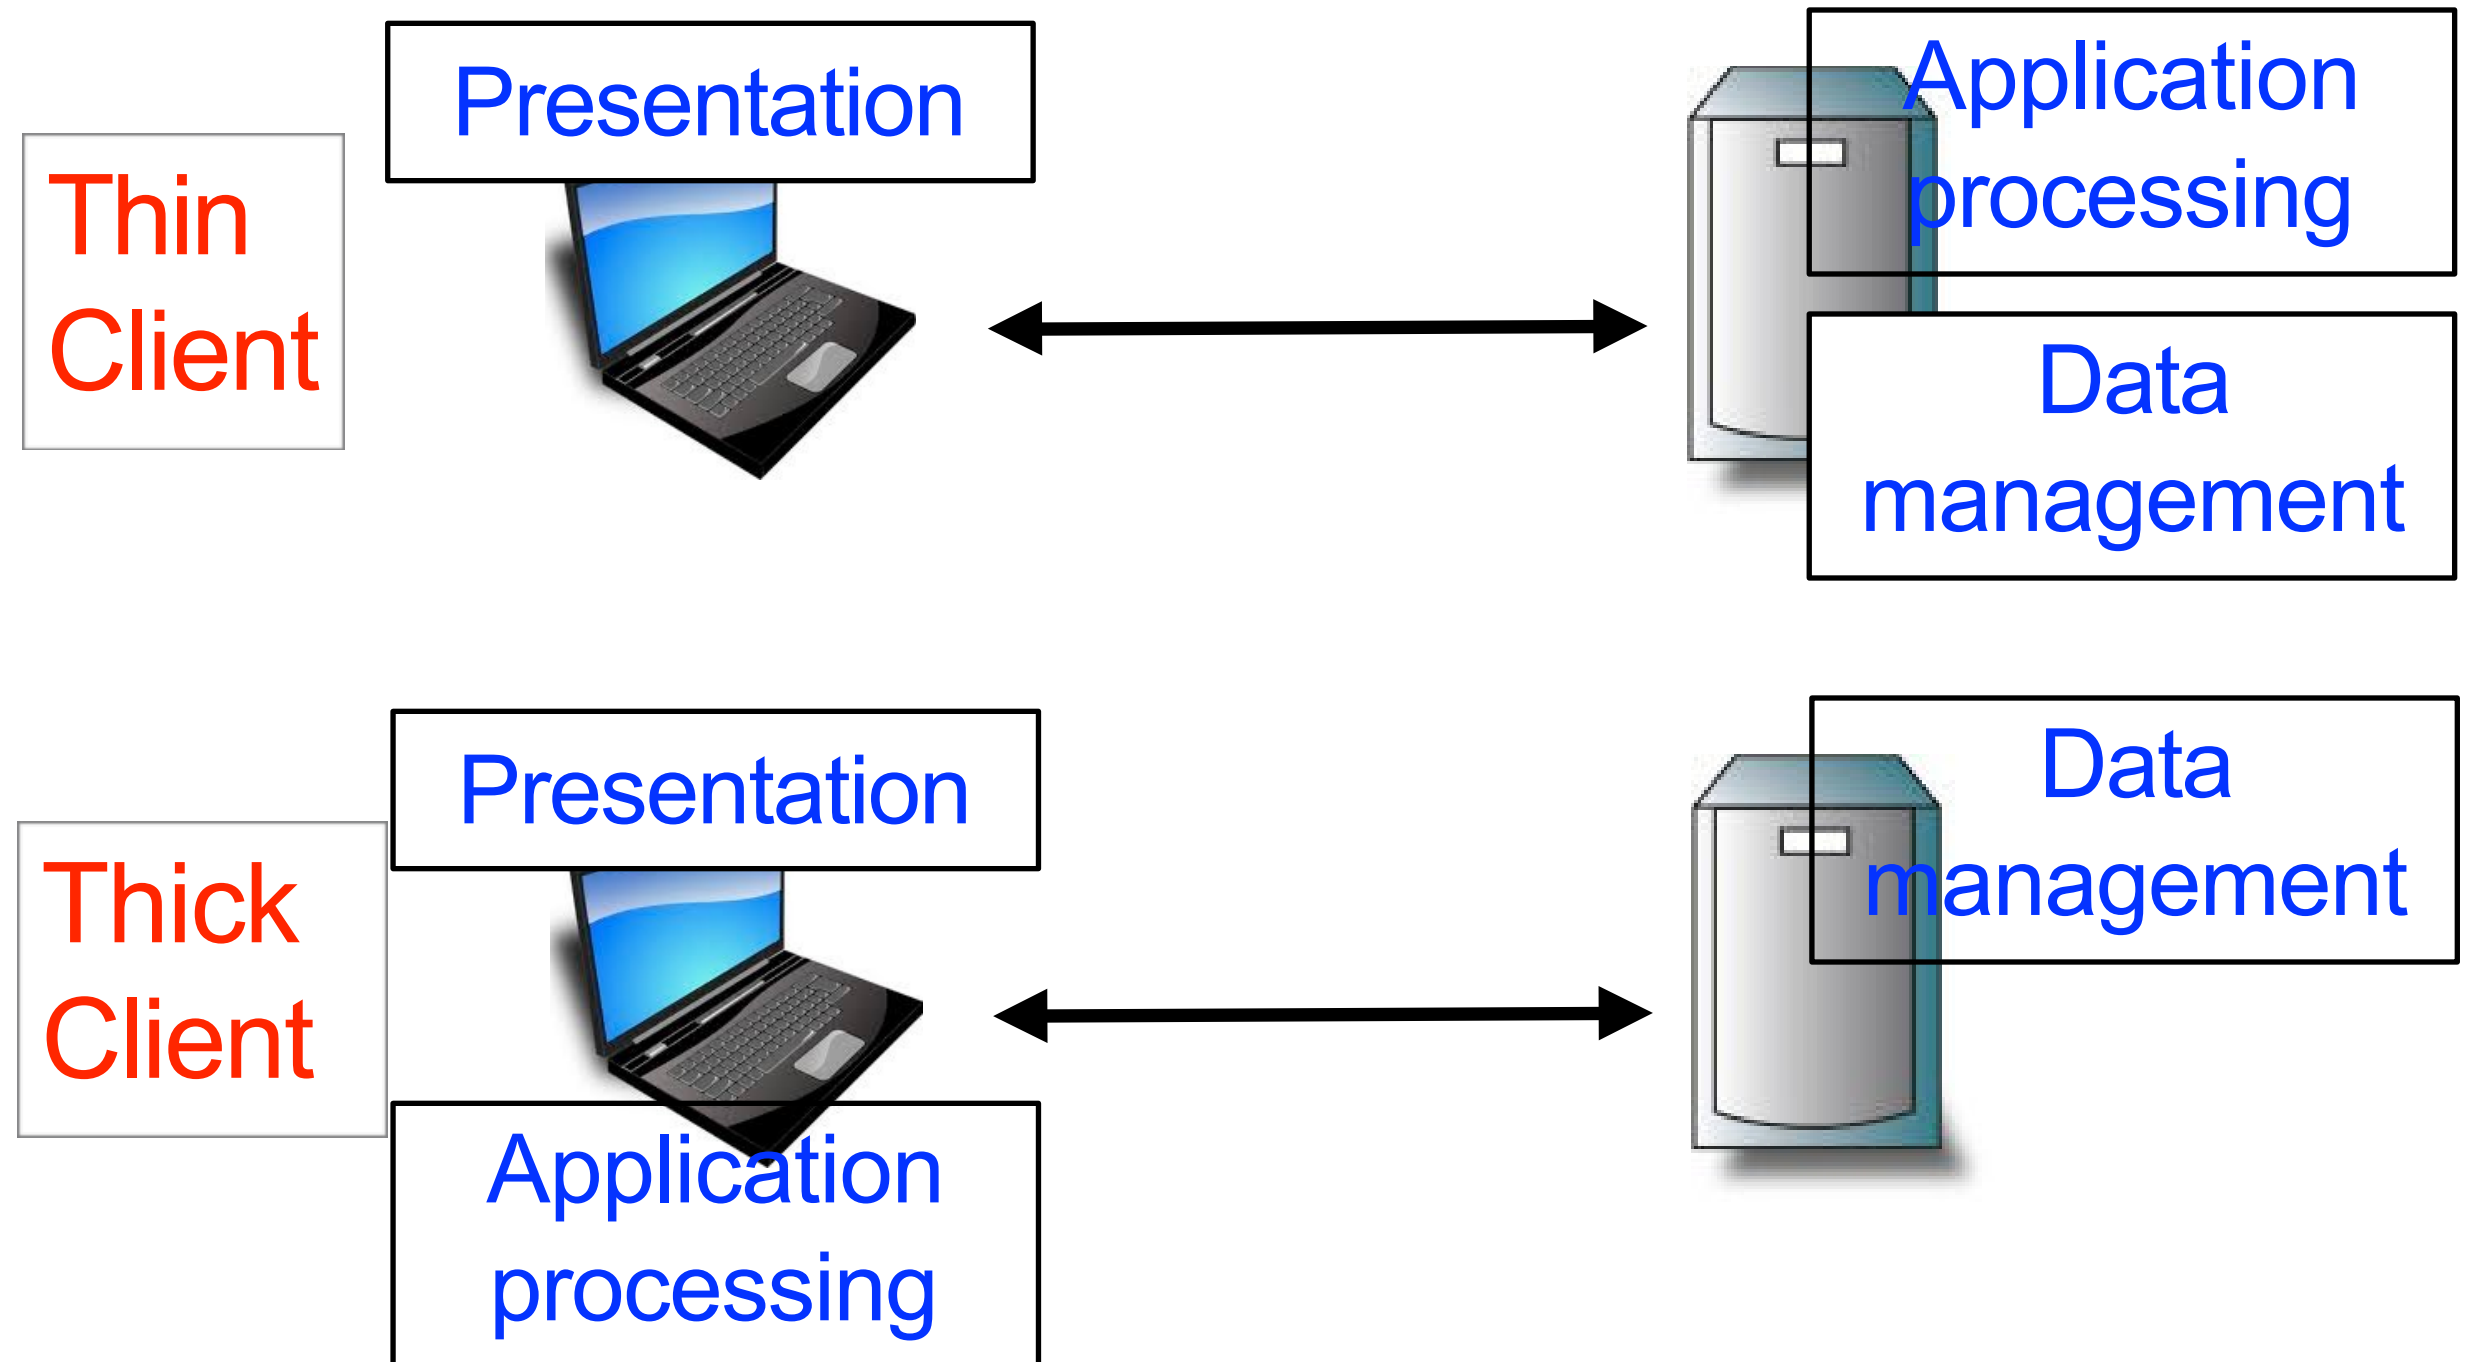 Presentation
Application
processing
Thin
Client
Data
management
Presentation
Data
management
Thick
Client
Application
processing